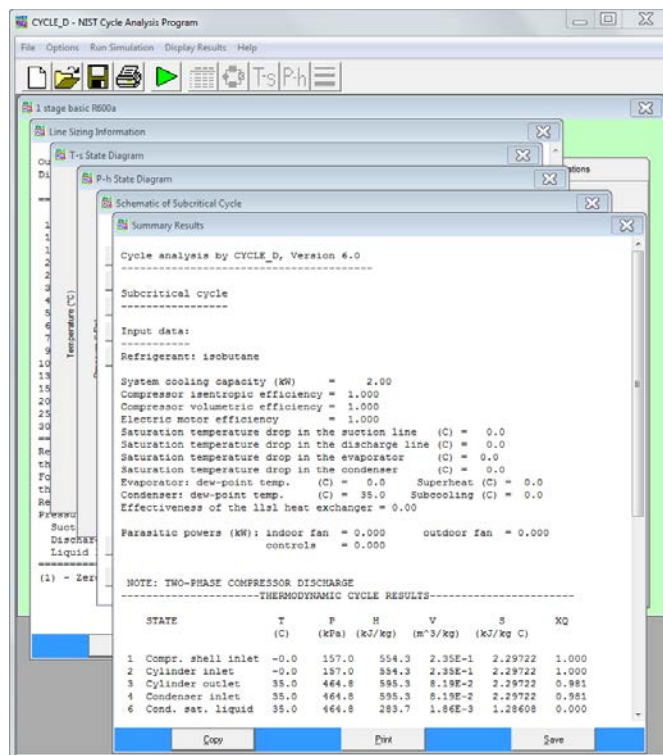 CYCLE_D - NIST Cycle Analysis Program
File Options Run Simulation Display Results Help
T-s P-h
1 stage basic R600a
Line Sizing Information
T-s State Diagram
P-h State Diagram
Schematic of Subcritical Cycle
Summary Results
Temperature (°C)
Cycle analysis by CYCLE_D, Version 6.0
----------------------------------------
Subcritical cycle
-----------------
Input data:
-----------
Refrigerant: isobutane
System cooling capacity (kW) = 2.00
Compressor isentropic efficiency = 1.000
Compressor volumetric efficiency = 1.000
Electric motor efficiency = 1.000
Saturation temperature drop in the suction line (C) = 0.0
Saturation temperature drop in the discharge line (C) = 0.0
Saturation temperature drop in the evaporator (C) = 0.0
Saturation temperature drop in the condenser (C) = 0.0
Evaporator: dew-point temp. (C) = 0.0 Superheat (C) = 0.0
Condenser: dew-point temp. (C) = 35.0 Subcooling (C) = 0.0
Effectiveness of the llsl heat exchanger = 0.00
Parasitic powers (kW): indoor fan = 0.000 outdoor fan = 0.000
controls = 0.000
NOTE: TWO-PHASE COMPRESSOR DISCHARGE
----------------------THERMODYNAMIC CYCLE RESULTS-----------------------
STATE T P H V S XQ
(C) (kPa) (kJ/kg) (m^3/kg) (kJ/kg C)
1 Compr. shell inlet -0.0 157.0 554.3 2.35E-1 2.29722 1.000
2 Cylinder inlet -0.0 157.0 554.3 2.35E-1 2.29722 1.000
3 Cylinder outlet 35.0 464.8 595.3 8.19E-2 2.29722 0.981
4 Condenser inlet 35.0 464.8 595.3 8.19E-2 2.29722 0.981
6 Cond. sat. liquid 35.0 464.8 283.7 1.86E-3 1.28608 0.000
Suct
Dischar
Liquid
(1) - Zer
Copy Print Save